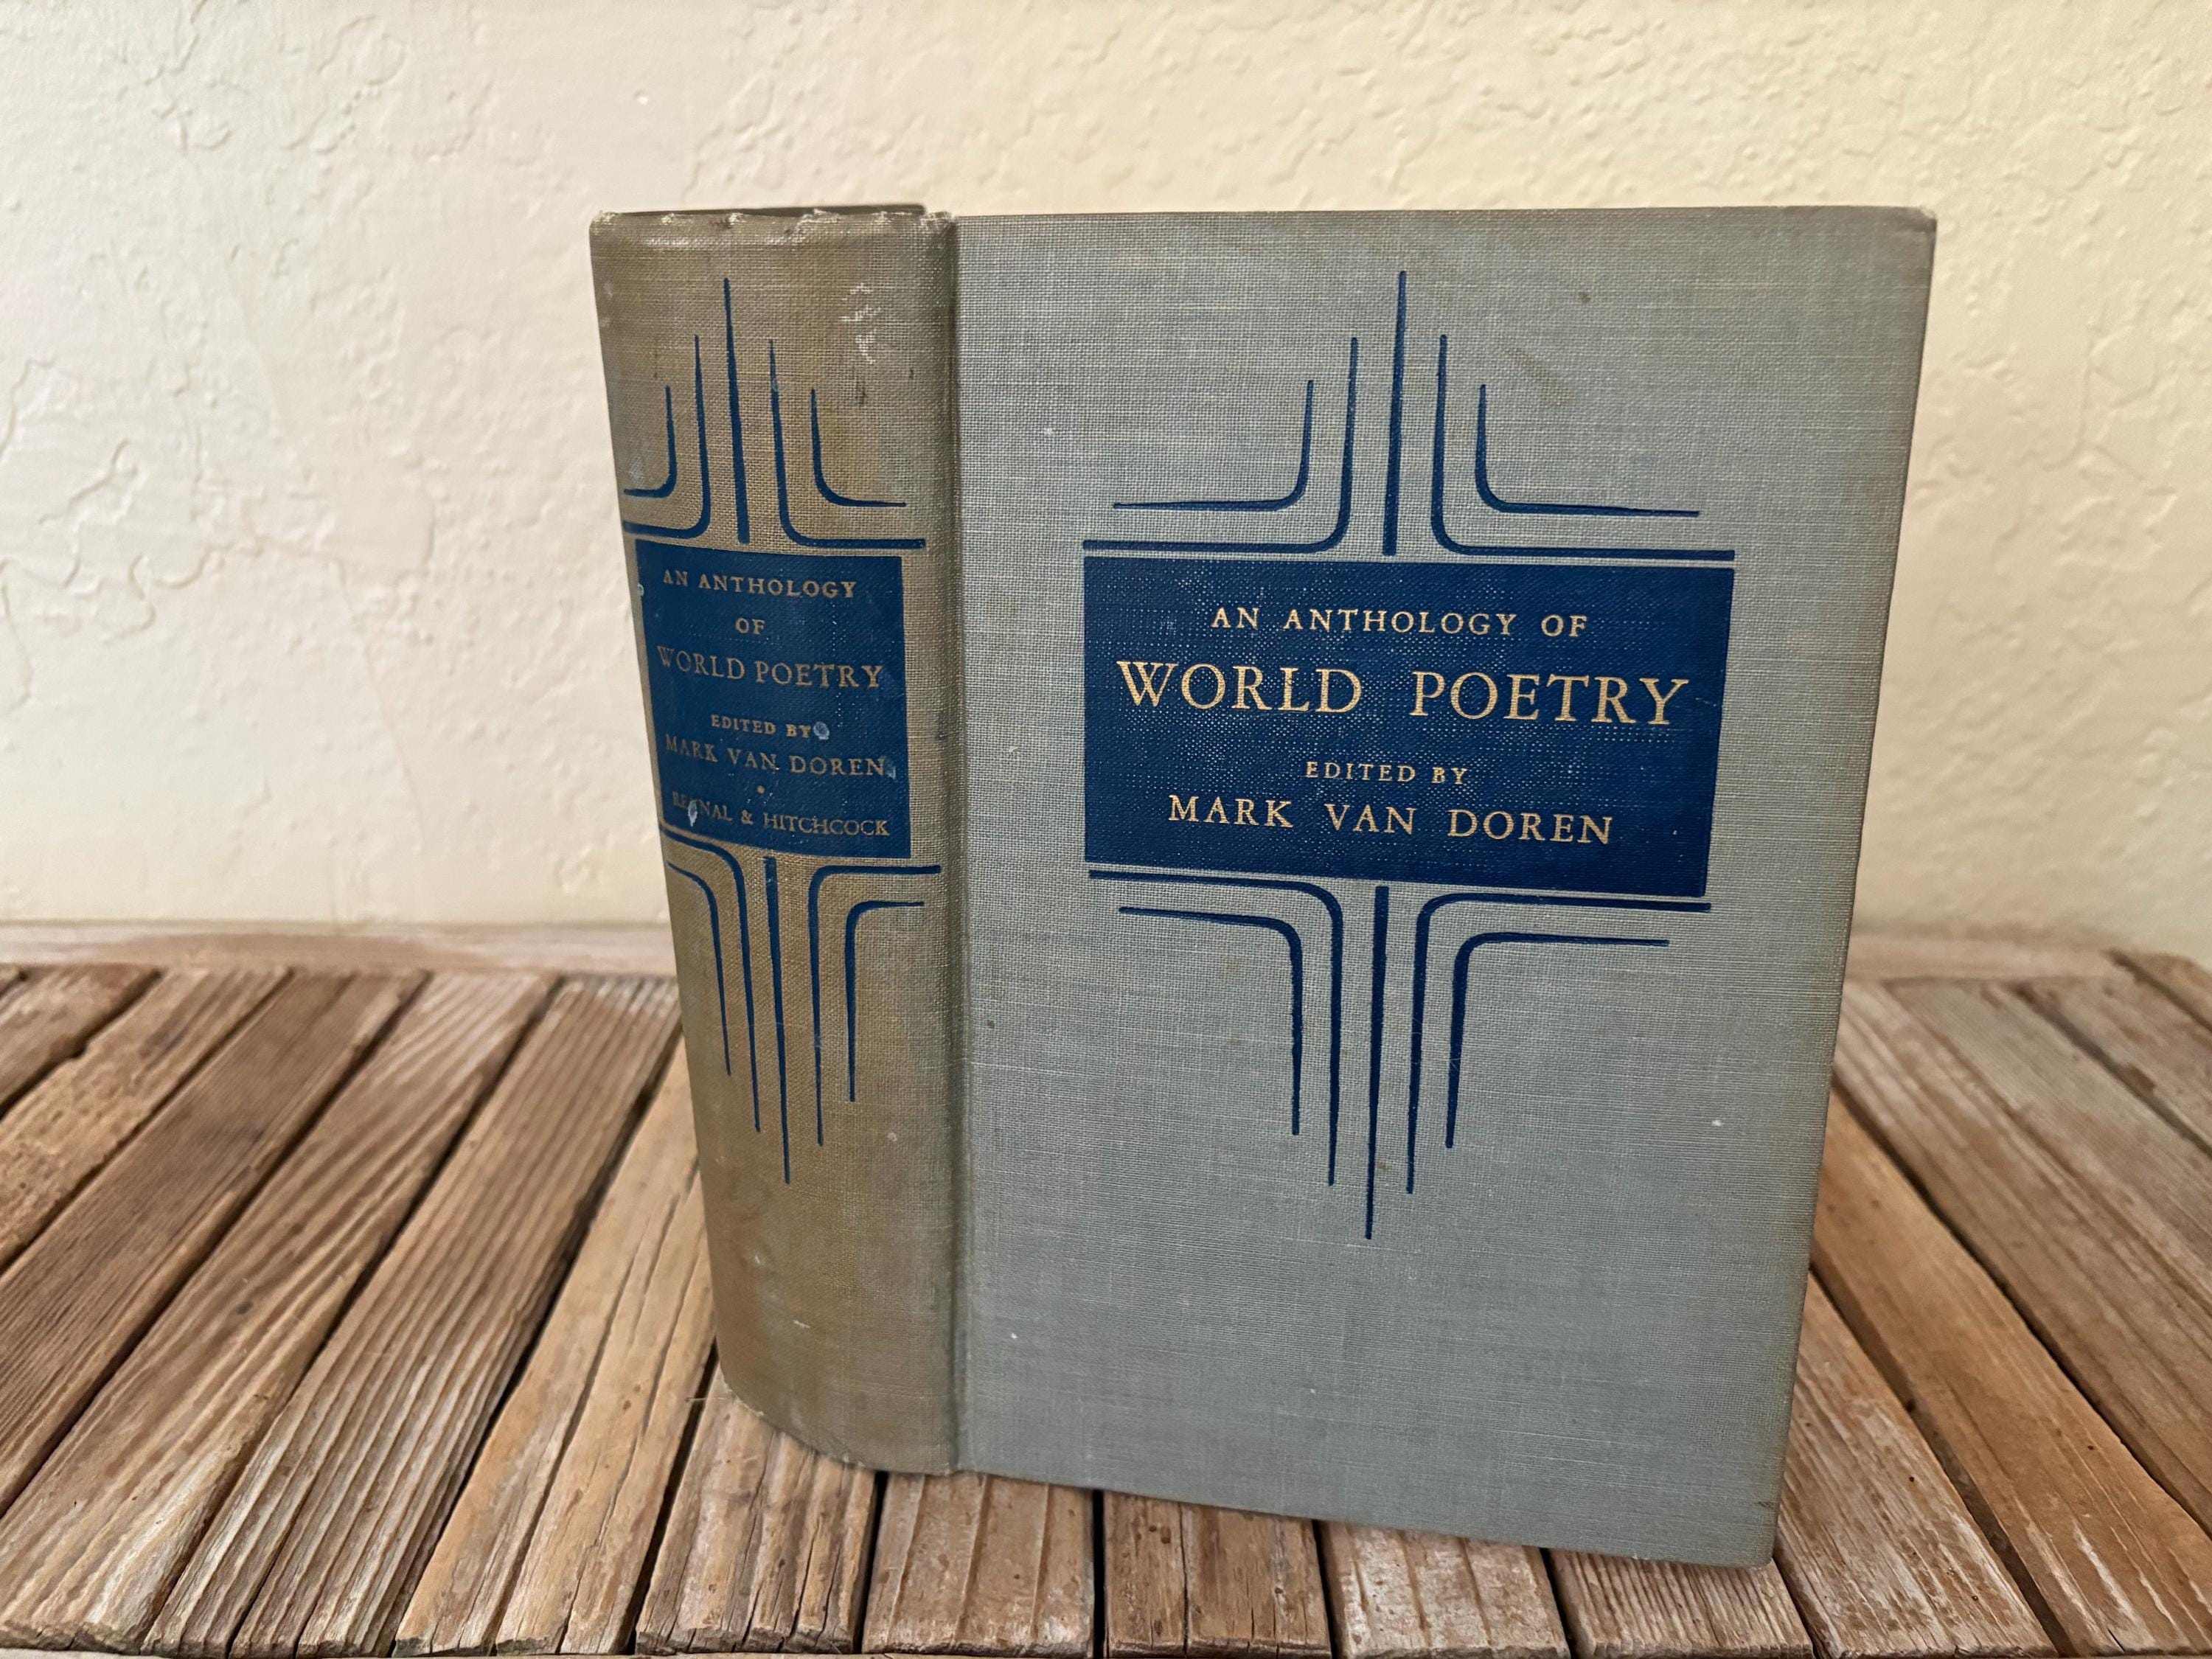 AN ANTHOLOGY
OF
WORLD POETRY
EDITED BY
MARK VAN DOREN
REYNAL & HITCHCOCK
AN ANTHOLOGY OF
WORLD POETRY
EDITED BY
MARK VAN DOREN